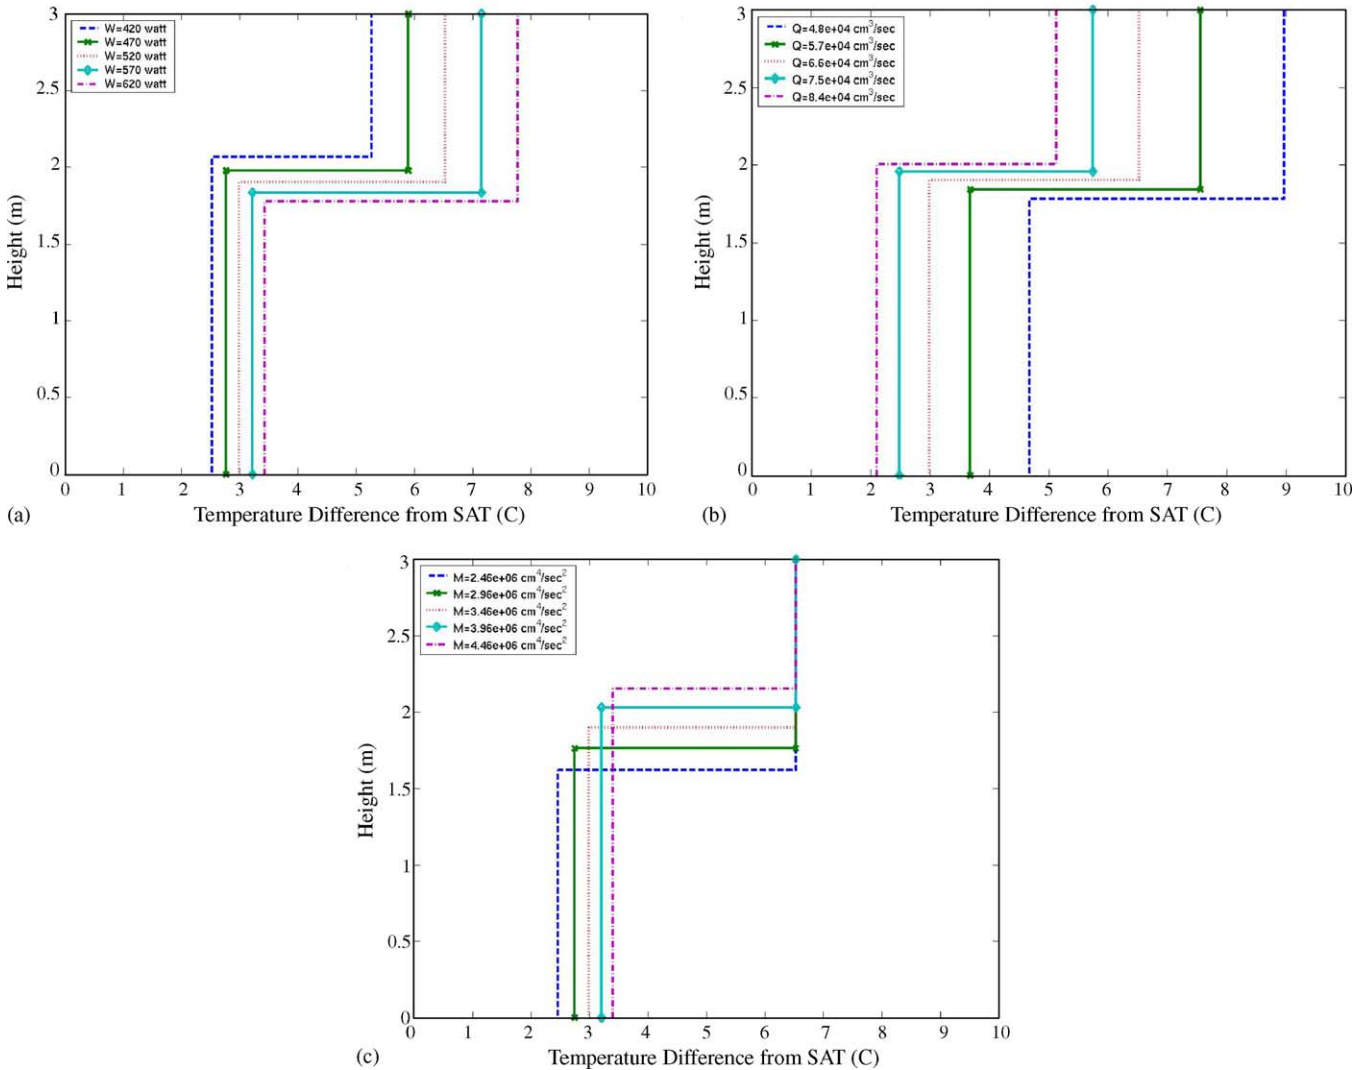 3
2.5
2
1.5
1
0.5
0
Height (m)
W=420 watt
W=470 watt
W=520 watt
W=570 watt
W=620 watt
0 1 2 3 4 5 6 7 8 9 10
(a) Temperature Difference from SAT (C)
3
2.5
2
1.5
1
0.5
0
Height (m)
Q=4.8e+04 cm³/sec
Q=5.7e+04 cm³/sec
Q=6.6e+04 cm³/sec
Q=7.5e+04 cm³/sec
Q=8.4e+04 cm³/sec
0 1 2 3 4 5 6 7 8 9 10
(b) Temperature Difference from SAT (C)
3
2.5
2
1.5
1
0.5
0
Height (m)
M=2.46e+06 cm⁴/sec²
M=2.96e+06 cm⁴/sec²
M=3.46e+06 cm⁴/sec²
M=3.96e+06 cm⁴/sec²
M=4.46e+06 cm⁴/sec²
0 1 2 3 4 5 6 7 8 9 10
(c) Temperature Difference from SAT (C)